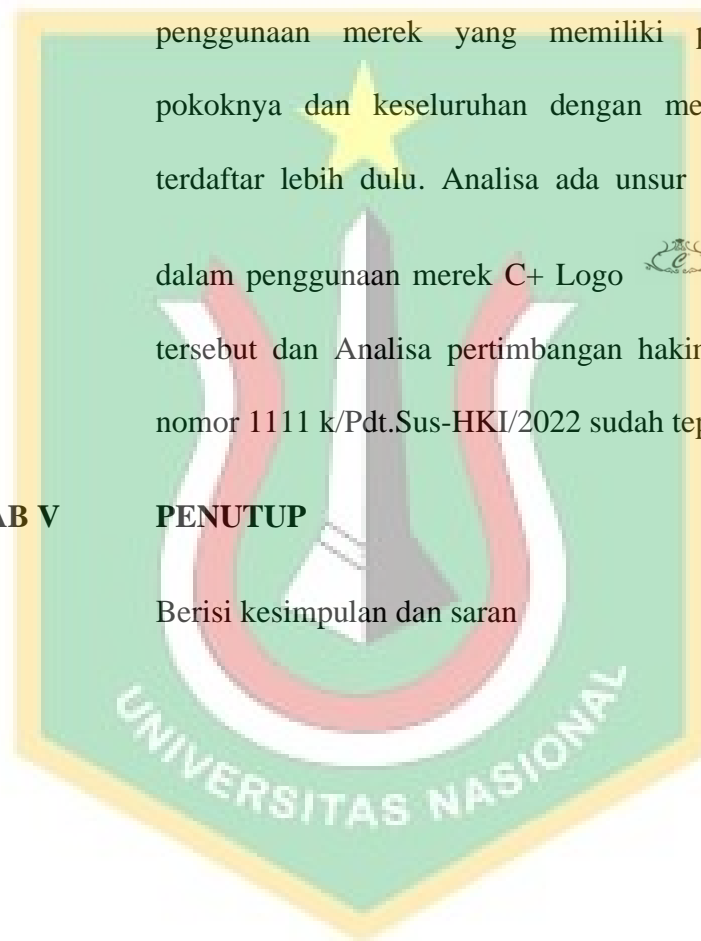 penggunaan merek yang memiliki p
pokoknya dan keseluruhan dengan me
terdaftar lebih dulu. Analisa ada unsur
dalam penggunaan merek C+ Logo C
tersebut dan Analisa pertimbangan hakim
nomor 1111 k/Pdt.Sus-HKI/2022 sudah tep
AB V PENUTUP
Berisi kesimpulan dan saran
UNIVERSITAS NASIONAL